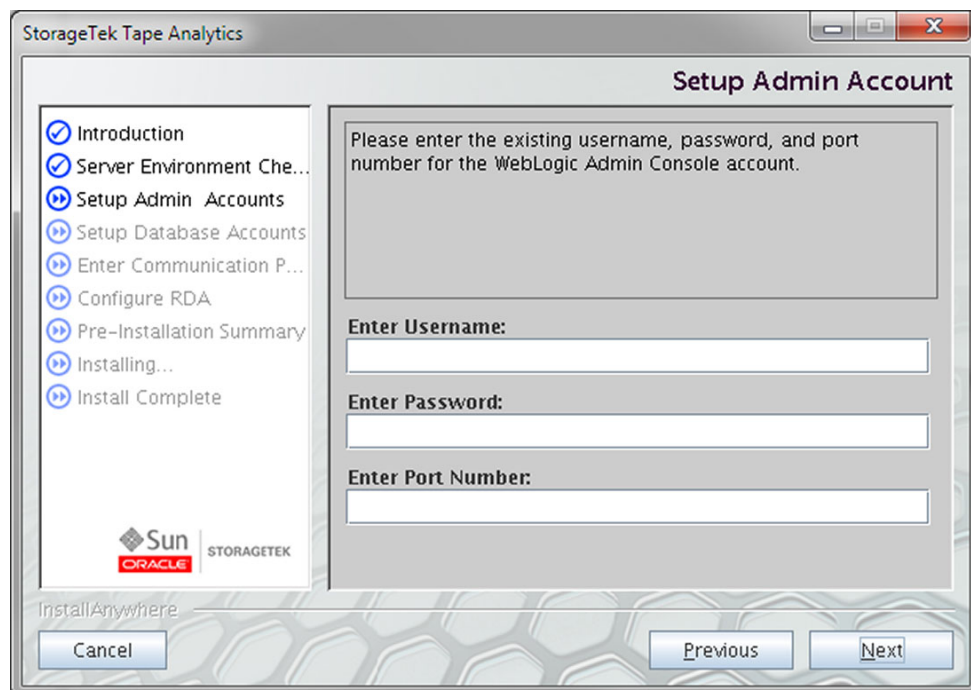 StorageTek Tape Analytics
Setup Admin Account
Introduction
Server Environment Che...
Setup Admin Accounts
Setup Database Accounts
Enter Communication P...
Configure RDA
Pre-Installation Summary
Installing...
Install Complete
Sun
ORACLE
STORAGETEK
Please enter the existing username, password, and port
number for the WebLogic Admin Console account.
Enter Username:
Enter Password:
Enter Port Number:
InstallAnywhere
Cancel
Previous
Next